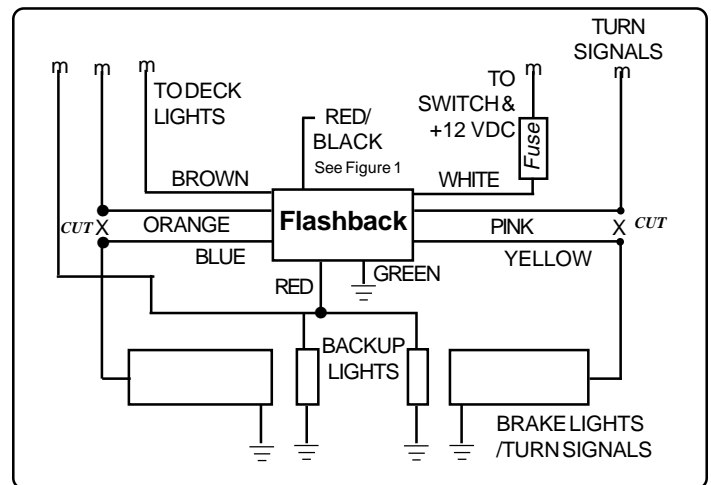 TURN
SIGNALS
m
m
m
m
m
TO DECK
LIGHTS
TO
SWITCH &
+12 VDC
Fuse
RED/
BLACK
See Figure 1
BROWN
WHITE
Flashback
CUT X
ORANGE
PINK
X CUT
BLUE
YELLOW
RED
GREEN
BACKUP
LIGHTS
BRAKE LIGHTS
/TURN SIGNALS